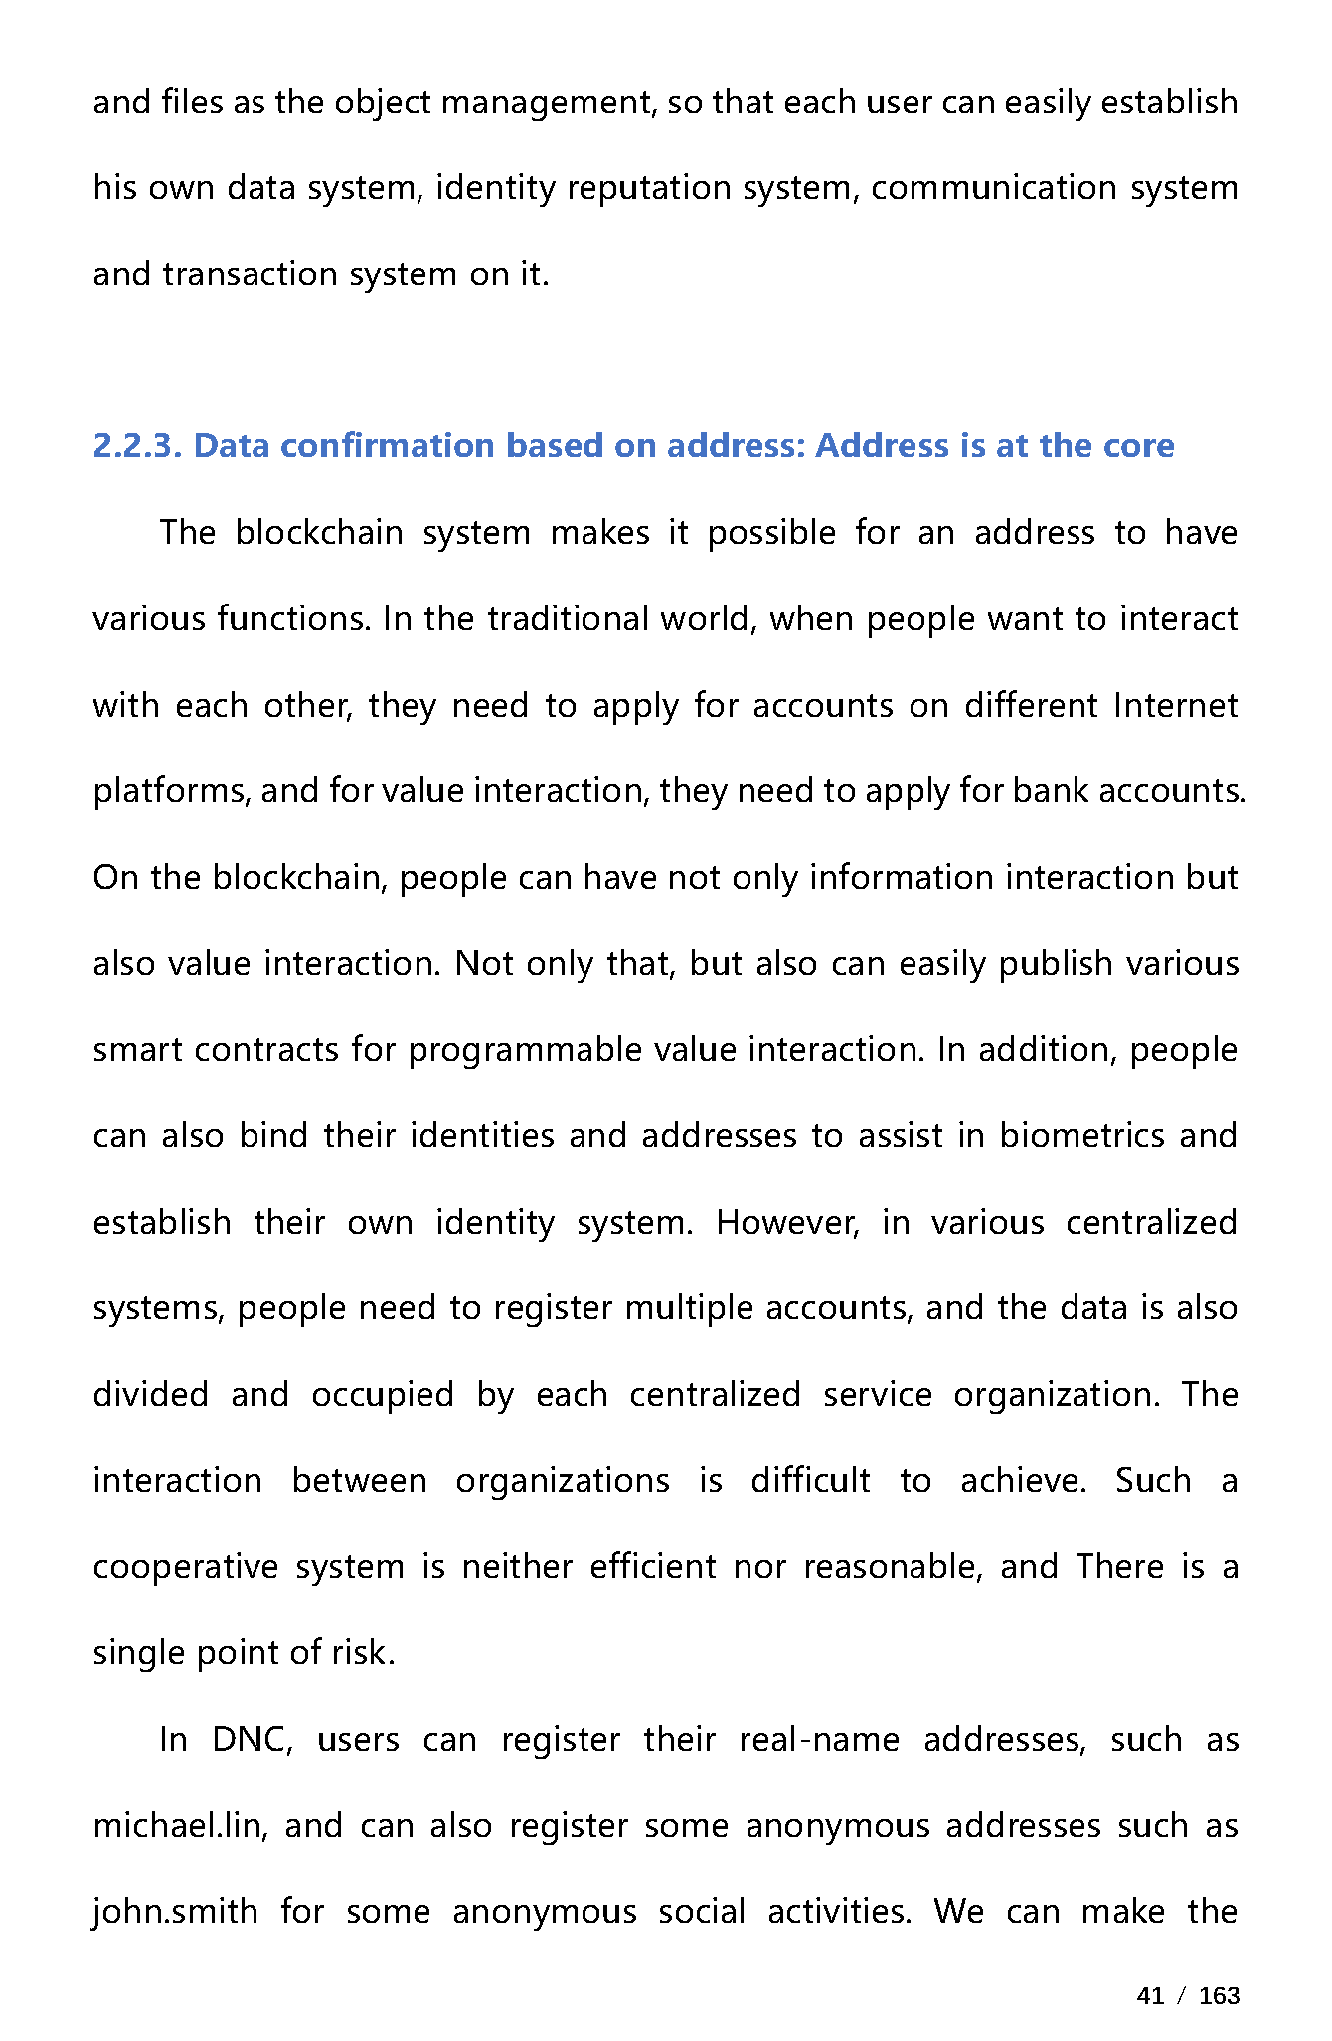 and files as the object management, so that each user can easily establish
his own data system, identity reputation system, communication system
and transaction system on it.
2.2.3. Data confirmation based on address: Address is at the core
The blockchain system makes it possible for an address to have
various functions. In the traditional world, when people want to interact
with each other, they need to apply for accounts on different Internet
platforms, and for value interaction, they need to apply for bank accounts.
On the blockchain, people can have not only information interaction but
also value interaction. Not only that, but also can easily publish various
smart contracts for programmable value interaction. In addition, people
can also bind their identities and addresses to assist in biometrics and
establish their own identity system. However, in various centralized
systems, people need to register multiple accounts, and the data is also
divided and occupied by each centralized service organization. The
interaction between organizations is difficult to achieve. Such a
cooperative system is neither efficient nor reasonable, and There is a
single point of risk.
In DNC, users can register their real-name addresses, such as
michael.lin, and can also register some anonymous addresses such as
john.smith for some anonymous social activities. We can make the
41 / 163